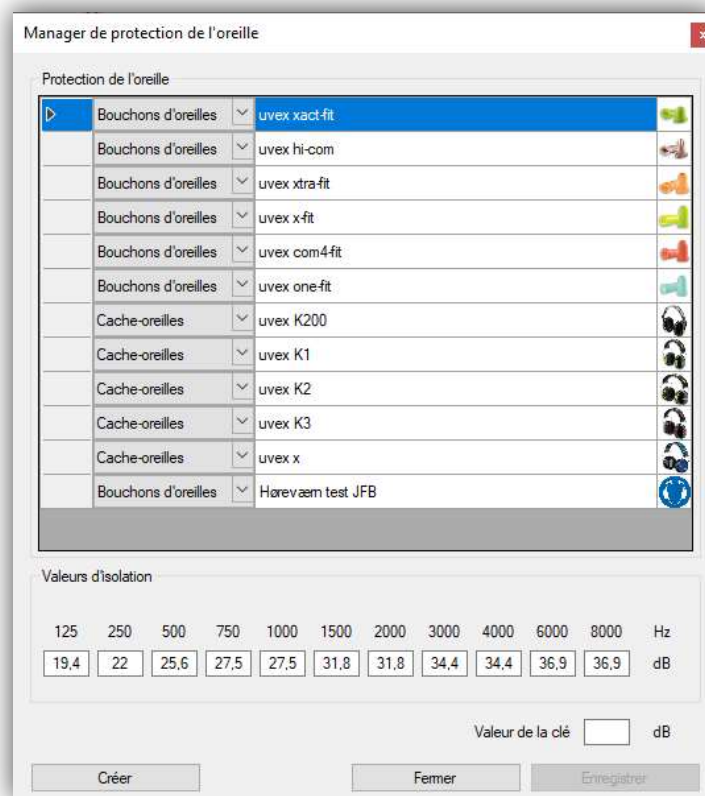 Manager de protection de l'oreille
Protection de l'oreille
Bouchons d'oreilles uvex xact-fit
Bouchons d'oreilles uvex hi-com
Bouchons d'oreilles uvex xtra-fit
Bouchons d'oreilles uvex x-fit
Bouchons d'oreilles uvex com4-fit
Bouchons d'oreilles uvex one-fit
Cache-oreilles uvex K200
Cache-oreilles uvex K1
Cache-oreilles uvex K2
Cache-oreilles uvex K3
Cache-oreilles uvex x
Bouchons d'oreilles Høreværn test JFB
Valeurs d'isolation
125 250 500 750 1000 1500 2000 3000 4000 6000 8000 Hz
19,4 22 25,6 27,5 27,5 31,8 31,8 34,4 34,4 36,9 36,9 dB
Valeur de la clé dB
Créer Fermer Enregistrer